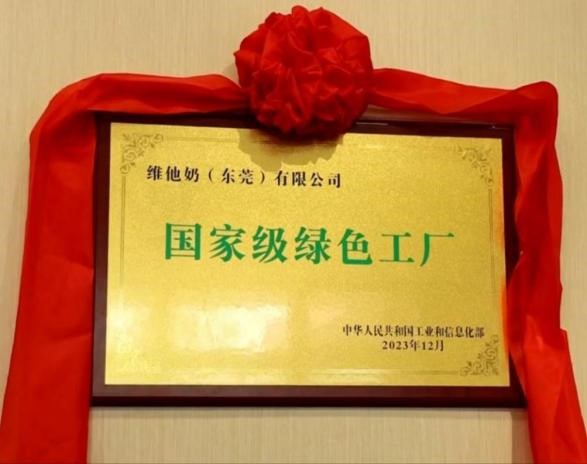 维他奶（东莞）有限公司
国家级绿色工厂
中华人民共和国工业和信息化部
2023年12月